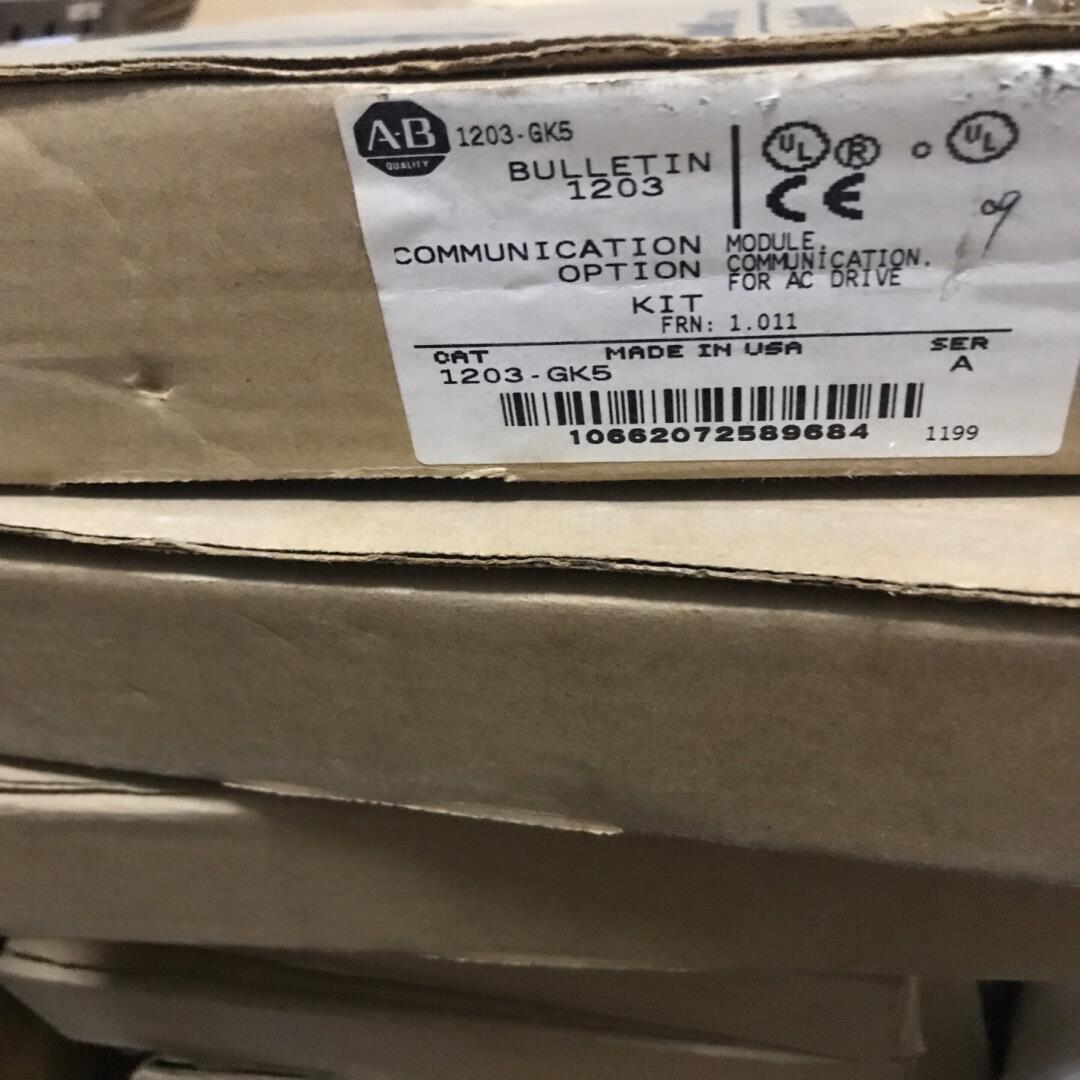 A-B
QUALITY
1203-GK5
BULLETIN
1203
UL R UL
CE
COMMUNICATION
OPTION
KIT
MODULE,
COMMUNICATION,
FOR AC DRIVE
FRN: 1.011
CAT
1203-GK5
MADE IN USA
SER
A
10662072589684
1199